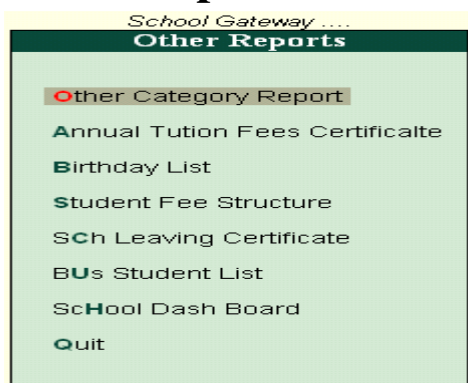 School Gateway ....
Other Reports
Other Category Report
Annual Tution Fees Certificalte
Birthday List
Student Fee Structure
SCh Leaving Certificate
BUs Student List
ScHool Dash Board
Quit